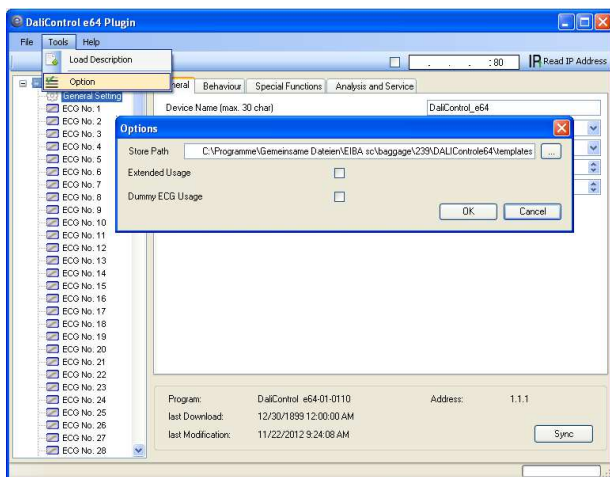 DaliControl e64 Plugin
File Tools Help
Load Description
Option
. . . :80
Read IP Address
General Setting
ECG No. 1
ECG No. 2
ECG No. 3
ECG No. 4
ECG No. 5
ECG No. 6
ECG No. 7
ECG No. 8
ECG No. 9
ECG No. 10
ECG No. 11
ECG No. 12
ECG No. 13
ECG No. 14
ECG No. 15
ECG No. 16
ECG No. 17
ECG No. 18
ECG No. 19
ECG No. 20
ECG No. 21
ECG No. 22
ECG No. 23
ECG No. 24
ECG No. 25
ECG No. 26
ECG No. 27
ECG No. 28
Behaviour Special Functions Analysis and Service
Device Name (max. 30 char) DaliControl_e64
Options
Store Path C:\Programme\Gemeinsame Dateien\EIBA sc\baggage\239\DALIControle64\templates ...
Extended Usage
Dummy ECG Usage
OK Cancel
Program: DaliControl e64-01-0110 Address: 1.1.1
last Download: 12/30/1899 12:00:00 AM
last Modification: 11/22/2012 9:24:08 AM
Sync